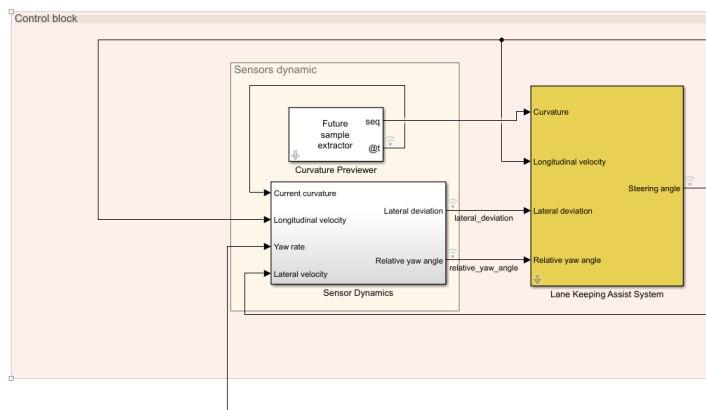 Control block
Sensors dynamic
Future
sample
extractor
seq
@t
Curvature Previewer
Current curvature
Longitudinal velocity
Yaw rate
Lateral velocity
Lateral deviation
Relative yaw angle
Sensor Dynamics
lateral_deviation
relative_yaw_angle
Curvature
Longitudinal velocity
Lateral deviation
Relative yaw angle
Steering angle
Lane Keeping Assist System